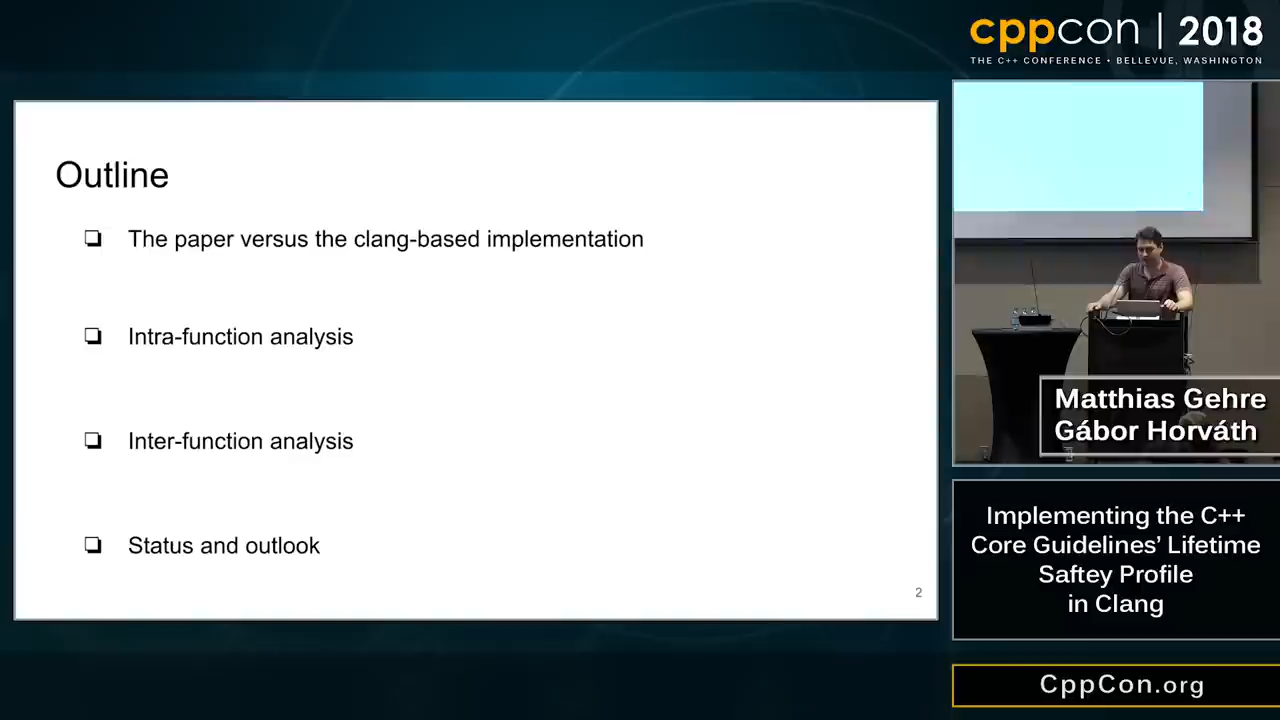 cppcon | 2018
THE C++ CONFERENCE • BELLEVUE, WASHINGTON
Outline
❏ The paper versus the clang-based implementation
❏ Intra-function analysis
❏ Inter-function analysis
❏ Status and outlook
2
Matthias Gehre
Gábor Horváth
Implementing the C++
Core Guidelines’ Lifetime
Saftey Profile
in Clang
CppCon.org